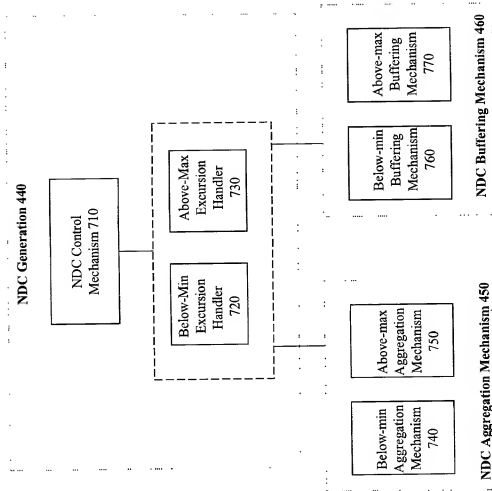 NDC Generation 440
NDC Control
Mechanism 710
Below-Min
Excursion
Handler
720
Above-Max
Excursion
Handler
730
Below-min
Aggregation
Mechanism
740
Above-max
Aggregation
Mechanism
750
NDC Aggregation Mechanism 450
Below-min
Buffering
Mechanism
760
Above-max
Buffering
Mechanism
770
NDC Buffering Mechanism 460